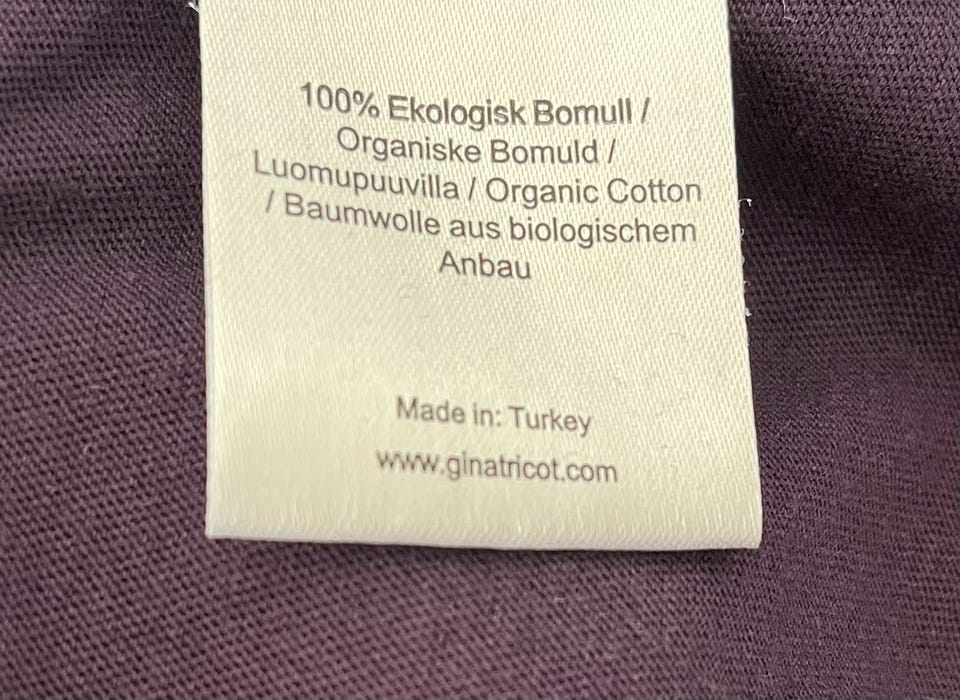 100% Ekologisk Bomull /
Organiske Bomuld /
Luomupuuvilla / Organic Cotton
/ Baumwolle aus biologischem
Anbau
Made in: Turkey
www.ginatricot.com